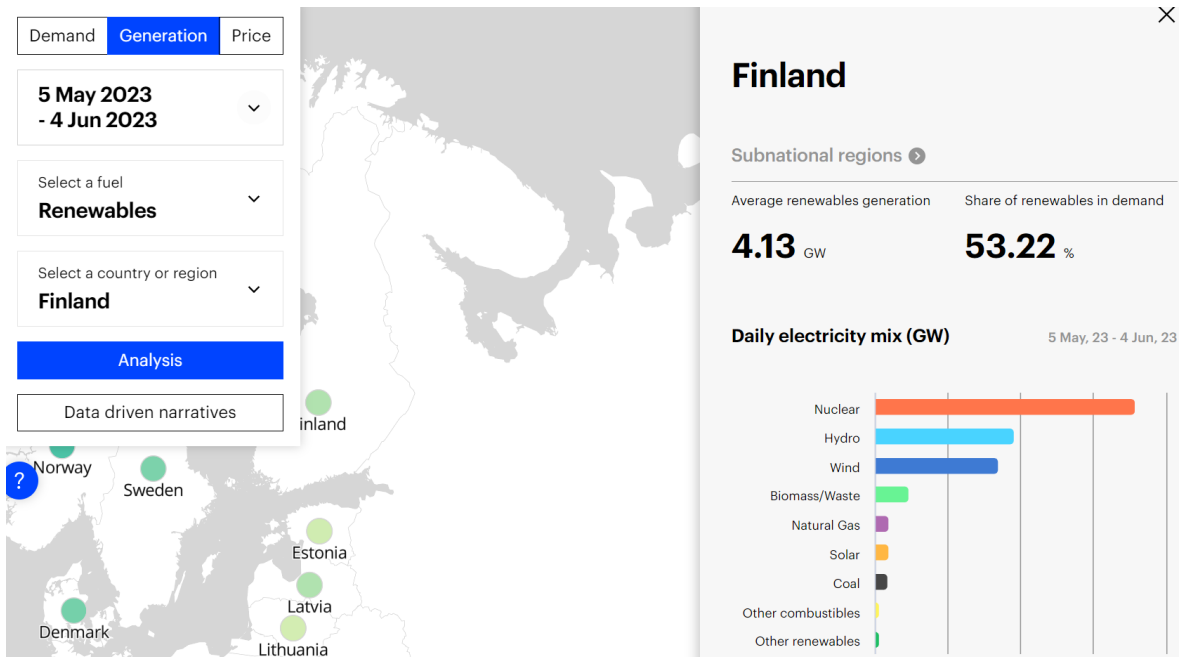 Demand Generation Price
5 May 2023
- 4 Jun 2023
Select a fuel
Renewables
Select a country or region
Finland
Analysis
Data driven narratives
inland
?
Norway
Sweden
Estonia
Latvia
Denmark
Lithuania
Finland
Subnational regions
Average renewables generation Share of renewables in demand
4.13 GW 53.22 %
Daily electricity mix (GW) 5 May, 23 - 4 Jun, 23
Nuclear
Hydro
Wind
Biomass/Waste
Natural Gas
Solar
Coal
Other combustibles
Other renewables